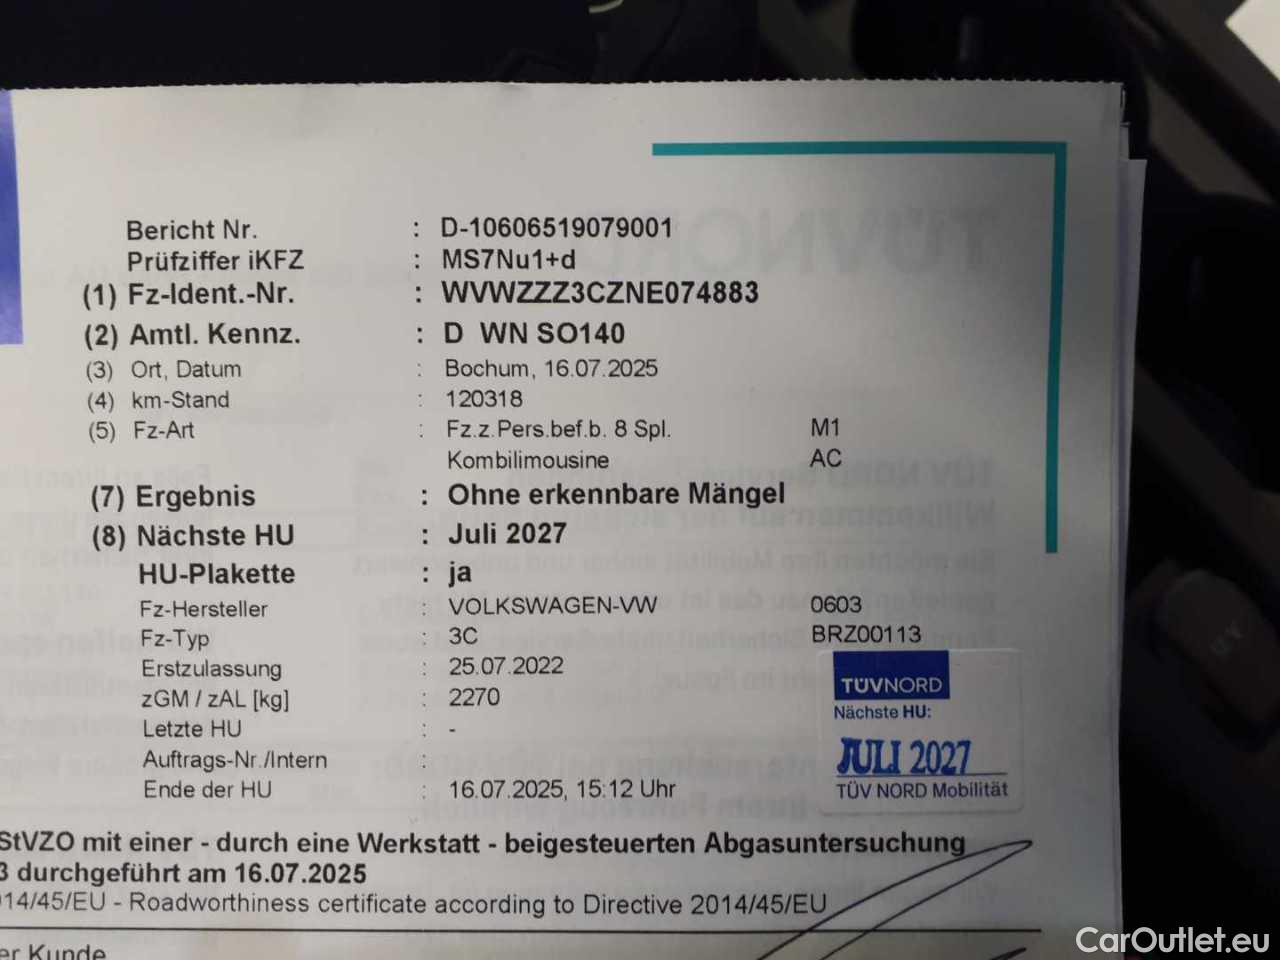 Bericht Nr. : D-10606519079001
Prüfziffer iKFZ : MS7Nu1+d
(1) Fz-Ident.-Nr. : WVWZZZ3CZNE074883
(2) Amtl. Kennz. : D WN SO140
(3) Ort, Datum : Bochum, 16.07.2025
(4) km-Stand : 120318
(5) Fz-Art : Fz.z.Pers.bef.b. 8 Spl. M1
Kombilimousine AC
(7) Ergebnis : Ohne erkennbare Mängel
(8) Nächste HU : Juli 2027
HU-Plakette : ja
Fz-Hersteller : VOLKSWAGEN-VW 0603
Fz-Typ : 3C BRZ00113
Erstzulassung : 25.07.2022
zGM / zAL [kg] : 2270
Letzte HU : -
Auftrags-Nr./Intern :
Ende der HU : 16.07.2025, 15:12 Uhr
TÜVNORD
Nächste HU:
JULI 2027
TÜV NORD Mobilität
StVZO mit einer - durch eine Werkstatt - beigesteuerten Abgasuntersuchung
3 durchgeführt am 16.07.2025
014/45/EU - Roadworthiness certificate according to Directive 2014/45/EU
er Kunde
CarOutlet.eu